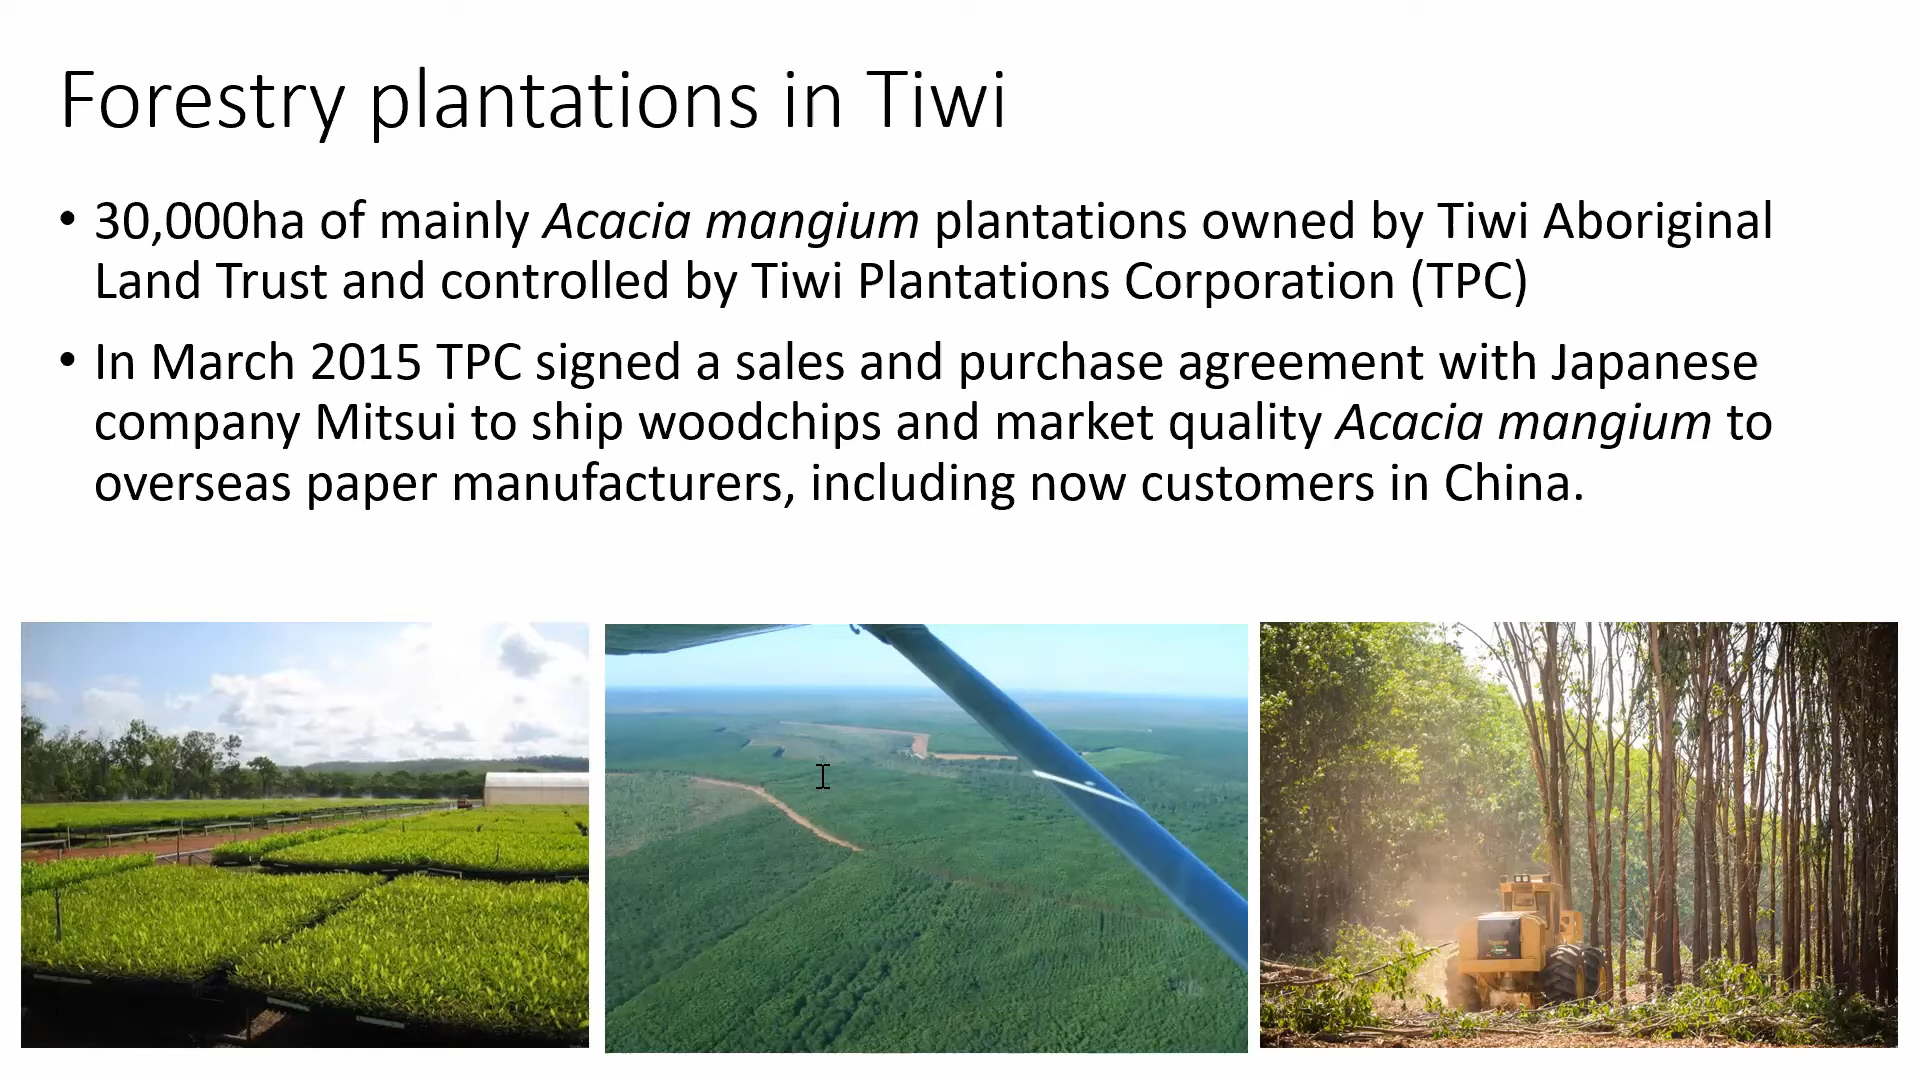 Forestry plantations in Tiwi
• 30,000ha of mainly Acacia mangium plantations owned by Tiwi Aboriginal
Land Trust and controlled by Tiwi Plantations Corporation (TPC)
• In March 2015 TPC signed a sales and purchase agreement with Japanese
company Mitsui to ship woodchips and market quality Acacia mangium to
overseas paper manufacturers, including now customers in China.